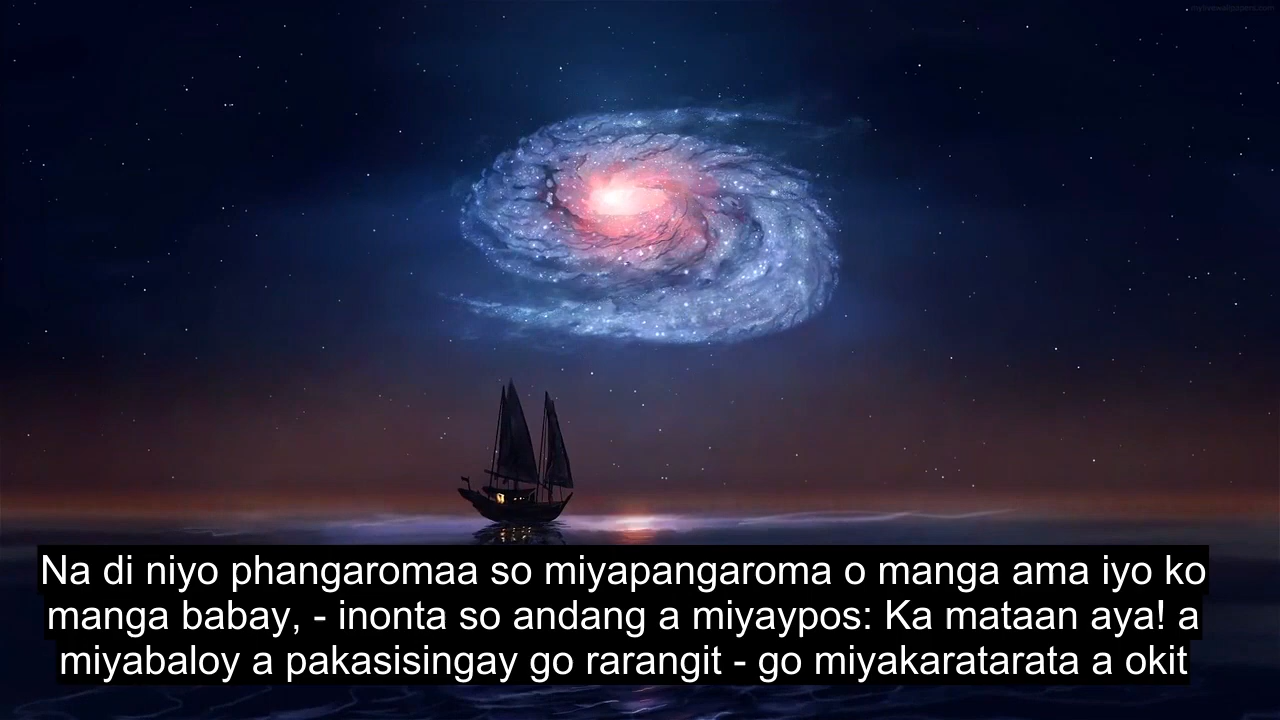 Na di niyo phangaromaa so miyapangaroma o manga ama iyo ko
manga babay, - inonta so andang a miyaypos: Ka mataan aya! a
miyabaloy a pakasisingay go rarangit - go miyakaratarata a okit